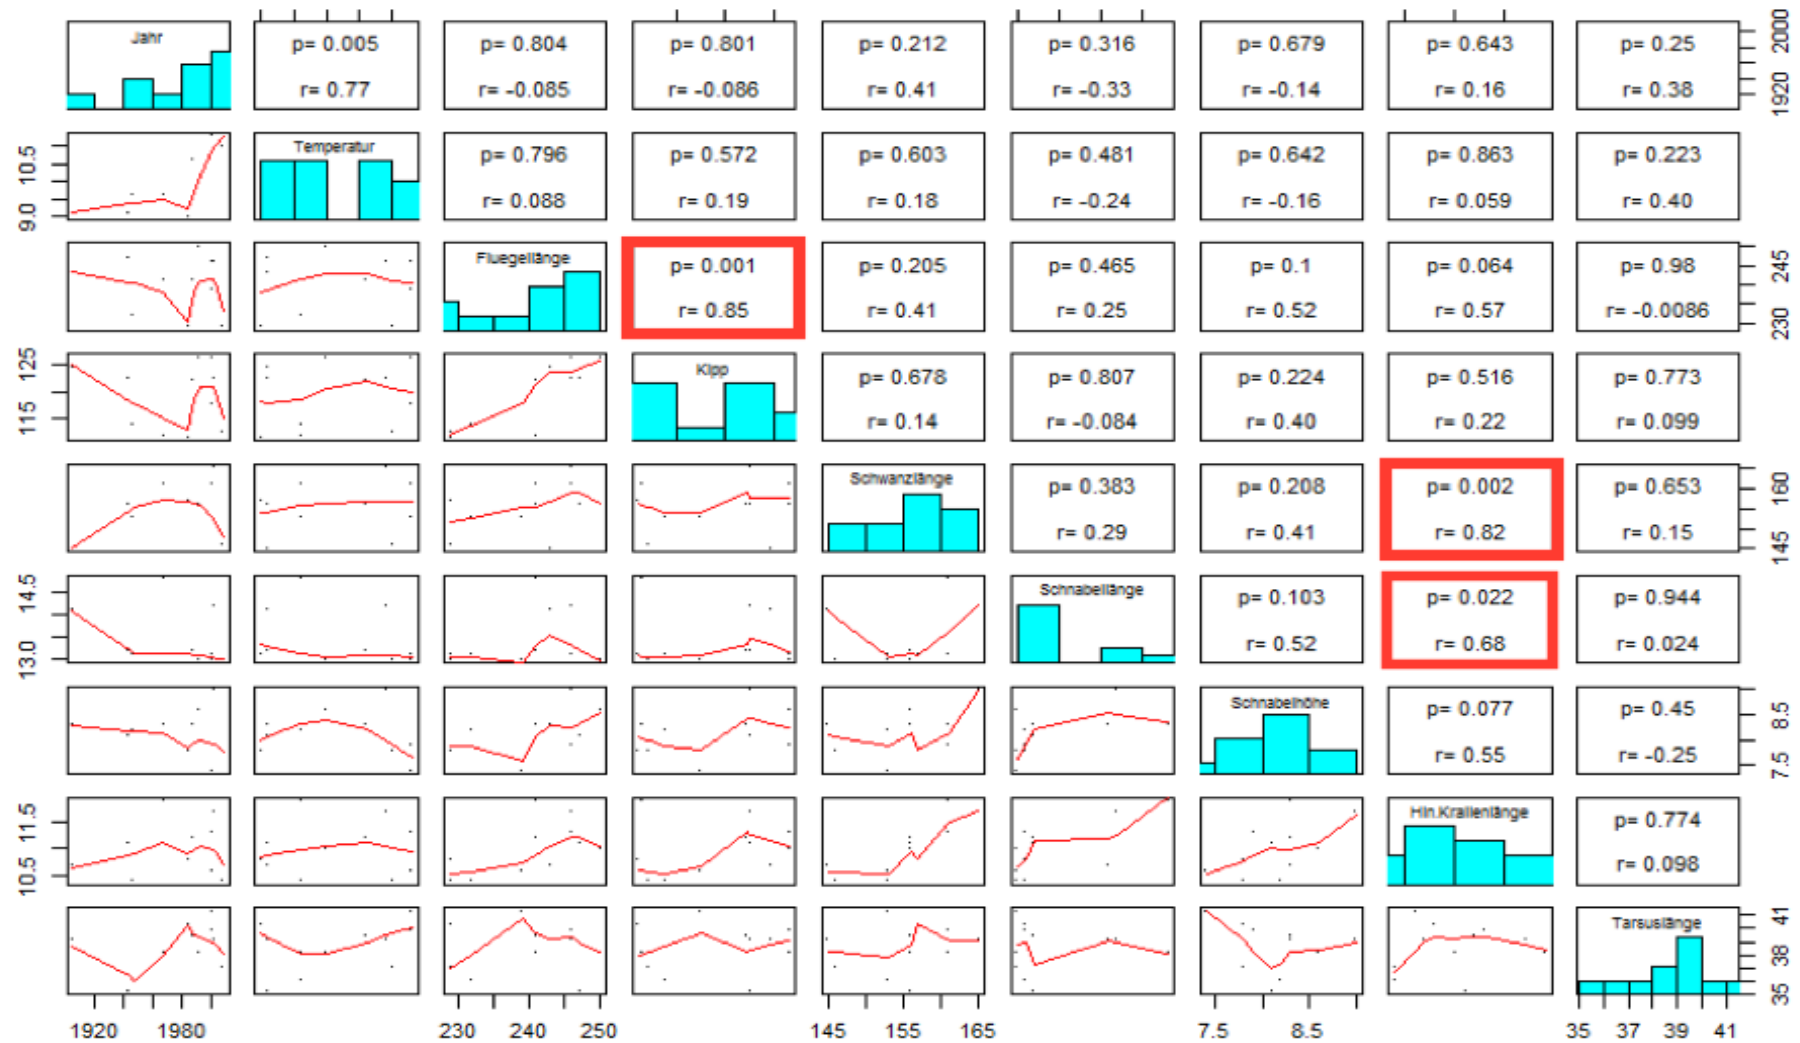 Jahr
p= 0.005
r= 0.77
p= 0.804
r= -0.085
p= 0.801
r= -0.086
p= 0.212
r= 0.41
p= 0.316
r= -0.33
p= 0.679
r= -0.14
p= 0.643
r= 0.16
p= 0.25
r= 0.38
1920 2000
9.0 10.5
Temperatur
p= 0.796
r= 0.088
p= 0.572
r= 0.19
p= 0.603
r= 0.18
p= 0.481
r= -0.24
p= 0.642
r= -0.16
p= 0.863
r= 0.059
p= 0.223
r= 0.40
Fluegellänge
p= 0.001
r= 0.85
p= 0.205
r= 0.41
p= 0.465
r= 0.25
p= 0.1
r= 0.52
p= 0.064
r= 0.57
p= 0.98
r= -0.0086
230 245
115 125
Kipp
p= 0.678
r= 0.14
p= 0.807
r= -0.084
p= 0.224
r= 0.40
p= 0.516
r= 0.22
p= 0.773
r= 0.099
Schwanzlänge
p= 0.383
r= 0.29
p= 0.208
r= 0.41
p= 0.002
r= 0.82
p= 0.653
r= 0.15
145 160
13.0 14.5
Schnabellänge
p= 0.103
r= 0.52
p= 0.022
r= 0.68
p= 0.944
r= 0.024
Schnabelhöhe
p= 0.077
r= 0.55
p= 0.45
r= -0.25
7.5 8.5
10.5 11.5
Hin.Krallenlänge
p= 0.774
r= 0.098
Tarsuslänge
35 38 41
1920 1980
230 240 250
145 155 165
7.5 8.5
35 37 39 41